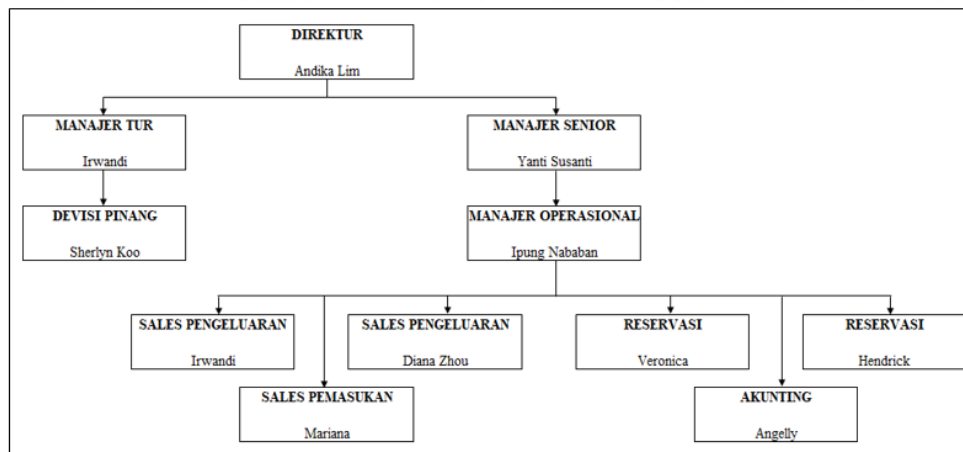 DIREKTUR
Andika Lim
MANAJER TUR
Irwandi
MANAJER SENIOR
Yanti Susanti
DEVISI PINANG
Sherlyn Koo
MANAJER OPERASIONAL
Ipung Nababan
SALES PENGELUARAN
Irwandi
SALES PENGELUARAN
Diana Zhou
RESERVASI
Veronica
RESERVASI
Hendrick
SALES PEMASUKAN
Mariana
AKUNTING
Angelly